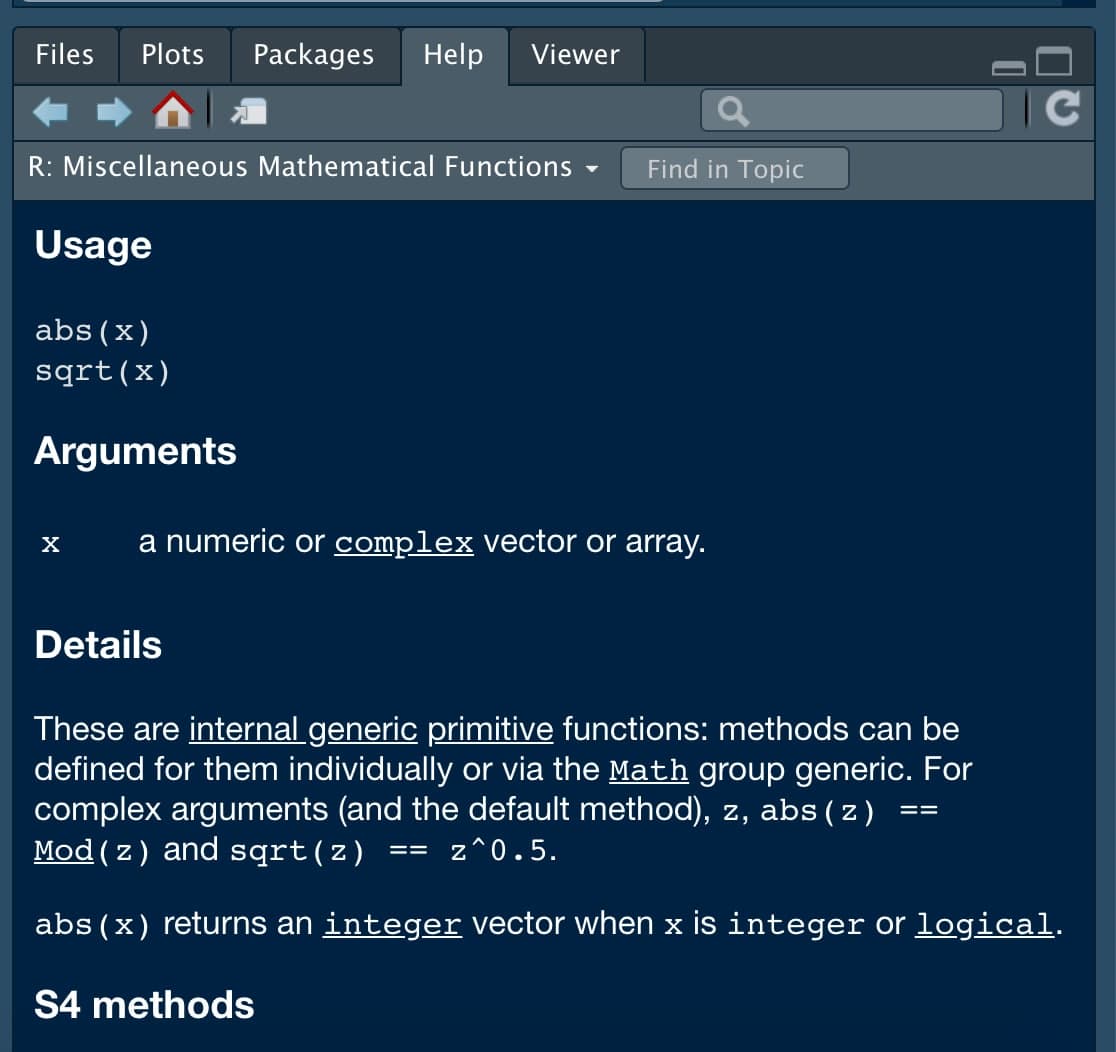 Files Plots Packages Help Viewer
R: Miscellaneous Mathematical Functions Find in Topic
Usage
abs(x)
sqrt(x)
Arguments
x a numeric or complex vector or array.
Details
These are internal generic primitive functions: methods can be
defined for them individually or via the Math group generic. For
complex arguments (and the default method), z, abs(z) ==
Mod(z) and sqrt(z) == z^0.5.
abs(x) returns an integer vector when x is integer or logical.
S4 methods